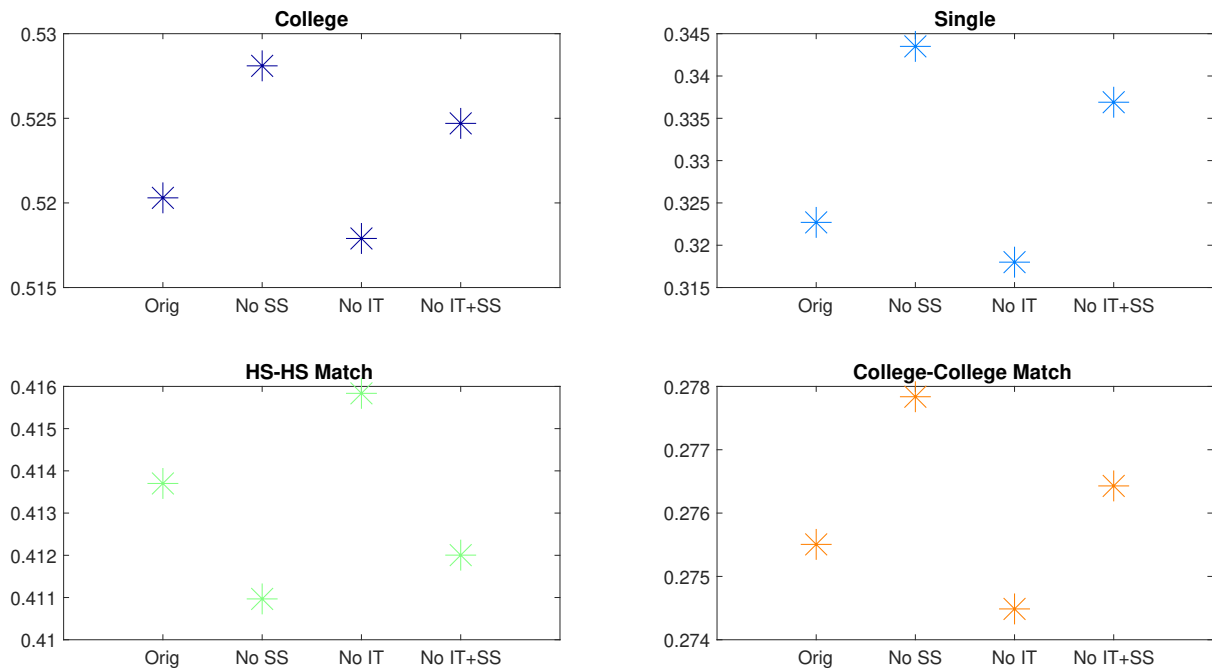 College
0.53
0.525
0.52
0.515
Orig No SS No IT No IT+SS
Single
0.345
0.34
0.335
0.33
0.325
0.32
0.315
Orig No SS No IT No IT+SS
HS-HS Match
0.416
0.415
0.414
0.413
0.412
0.411
0.41
Orig No SS No IT No IT+SS
College-College Match
0.278
0.277
0.276
0.275
0.274
Orig No SS No IT No IT+SS